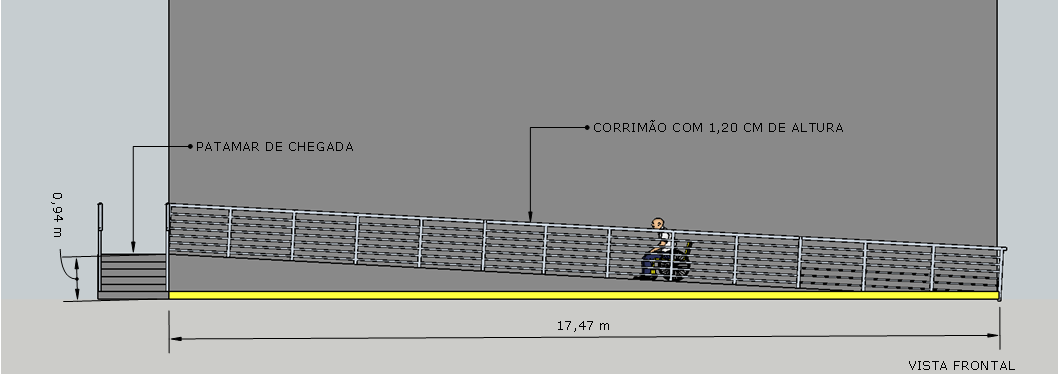 CORRIMÃO COM 1,20 CM DE ALTURA
PATAMAR DE CHEGADA
0,94 m
17,47 m
VISTA FRONTAL